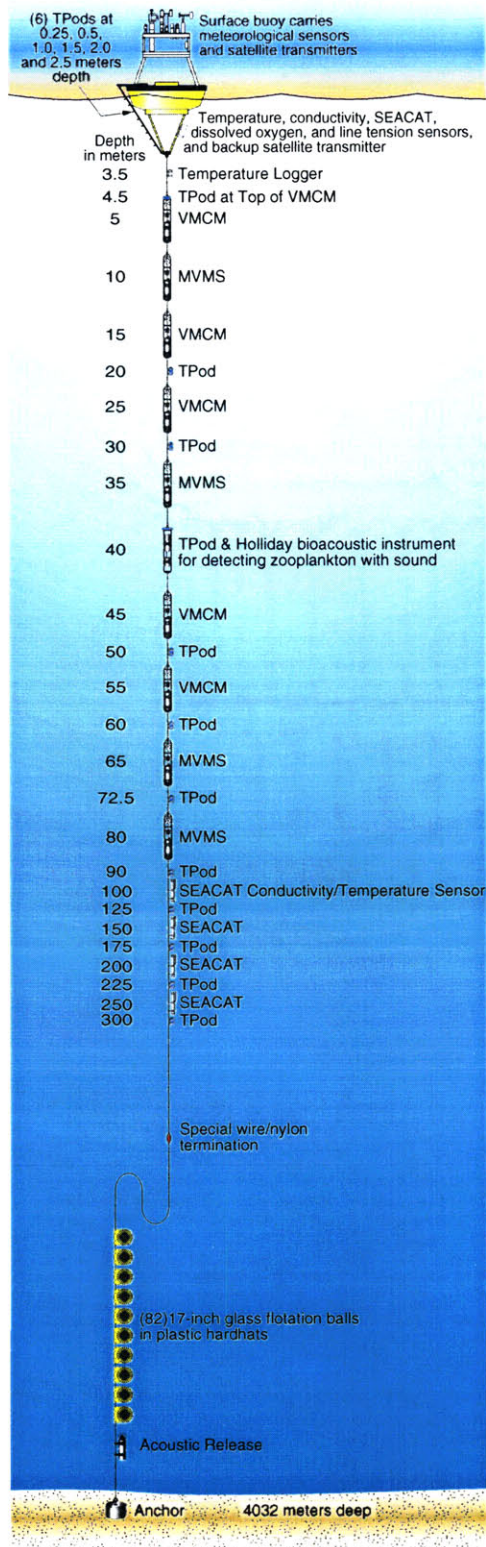 (6) TPods at
0.25, 0.5,
1.0, 1.5, 2.0
and 2.5 meters
depth
Surface buoy carries
meteorological sensors
and satellite transmitters
Temperature, conductivity, SEACAT,
dissolved oxygen, and line tension sensors,
and backup satellite transmitter
Depth
in meters
3.5 Temperature Logger
4.5 TPod at Top of VMCM
5 VMCM
10 MVMS
15 VMCM
20 TPod
25 VMCM
30 TPod
35 MVMS
40 TPod & Holliday bioacoustic instrument
for detecting zooplankton with sound
45 VMCM
50 TPod
55 VMCM
60 TPod
65 MVMS
72.5 TPod
80 MVMS
90 TPod
100 SEACAT Conductivity/Temperature Sensor
125 TPod
150 SEACAT
175 TPod
200 SEACAT
225 TPod
250 SEACAT
300 TPod
Special wire/nylon
termination
(82)17-inch glass flotation balls
in plastic hardhats
Acoustic Release
Anchor 4032 meters deep